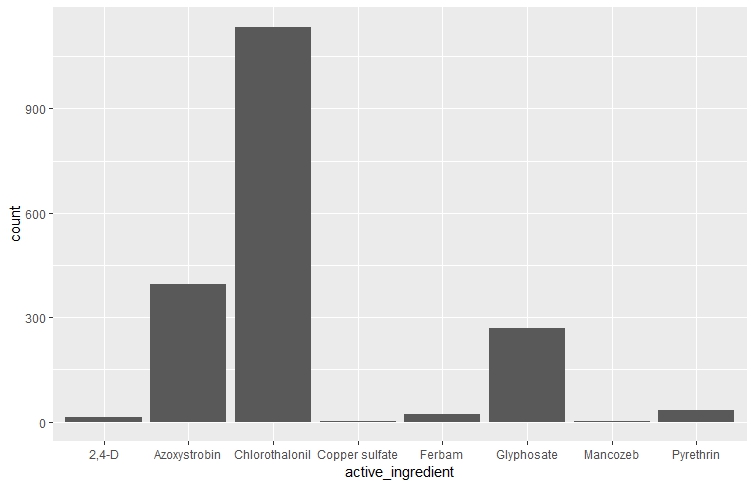 count
900
600
300
0
2,4-D Azoxystrobin Chlorothalonil Copper sulfate Ferbam Glyphosate Mancozeb Pyrethrin
active_ingredient